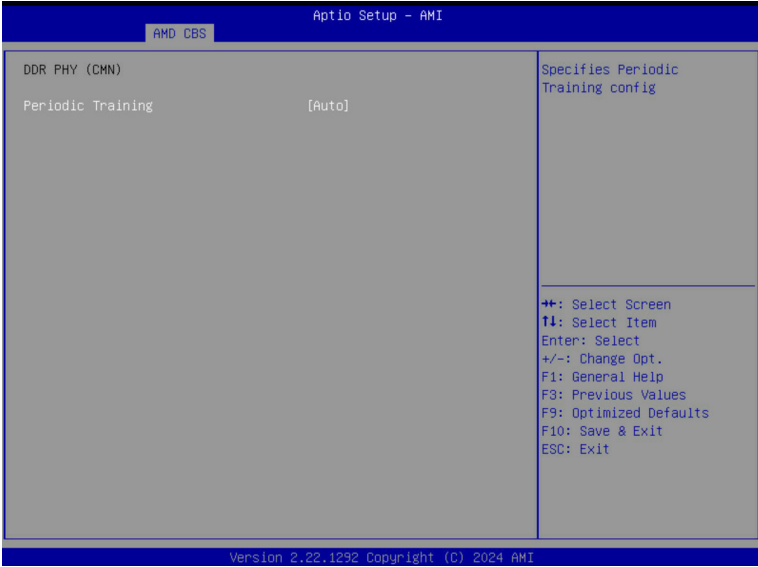 Aptio Setup – AMI
AMD CBS
DDR PHY (CMN)
Periodic Training [Auto]
Specifies Periodic
Training config
→←: Select Screen
↑↓: Select Item
Enter: Select
+/-: Change Opt.
F1: General Help
F3: Previous Values
F9: Optimized Defaults
F10: Save & Exit
ESC: Exit
Version 2.22.1292 Copyright (C) 2024 AMI